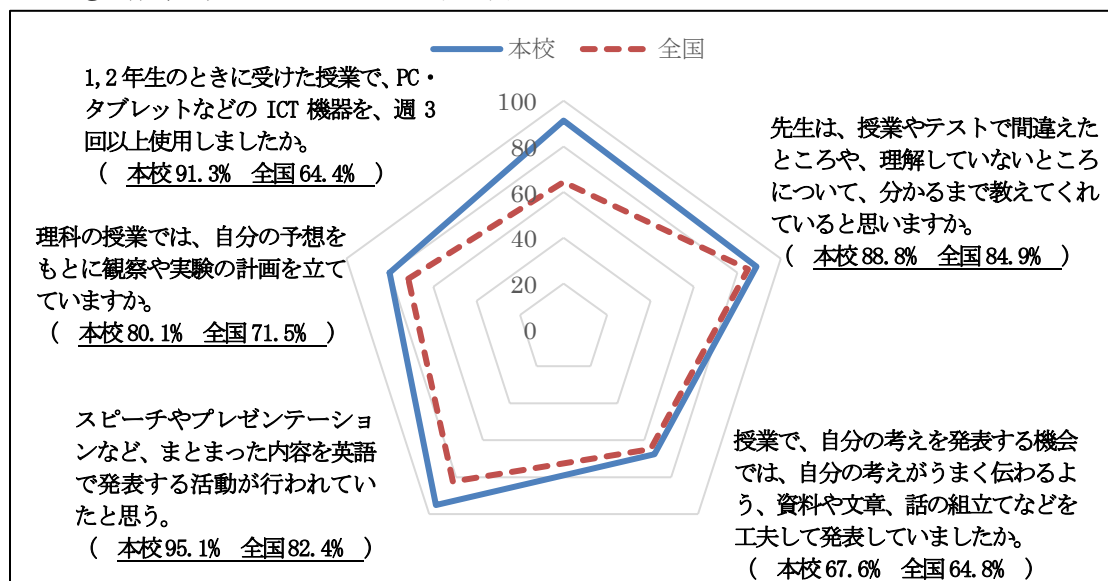 本校 全国
1,2 年生のときに受けた授業で、PC・
タブレットなどの ICT 機器を、週 3
回以上使用しましたか。
( 本校 91.3% 全国 64.4% )
100
80
60
40
20
0
先生は、授業やテストで間違えた
ところや、理解していないところ
について、分かるまで教えてくれ
ていると思いますか。
( 本校 88.8% 全国 84.9% )
理科の授業では、自分の予想を
もとに観察や実験の計画を立て
ていますか。
( 本校 80.1% 全国 71.5% )
スピーチやプレゼンテーショ
ンなど、まとまった内容を英語
で発表する活動が行われてい
たと思う。
( 本校 95.1% 全国 82.4% )
授業で、自分の考えを発表する機会
では、自分の考えがうまく伝わるよ
う、資料や文章、話の組立てなどを
工夫して発表していましたか。
( 本校 67.6% 全国 64.8% )